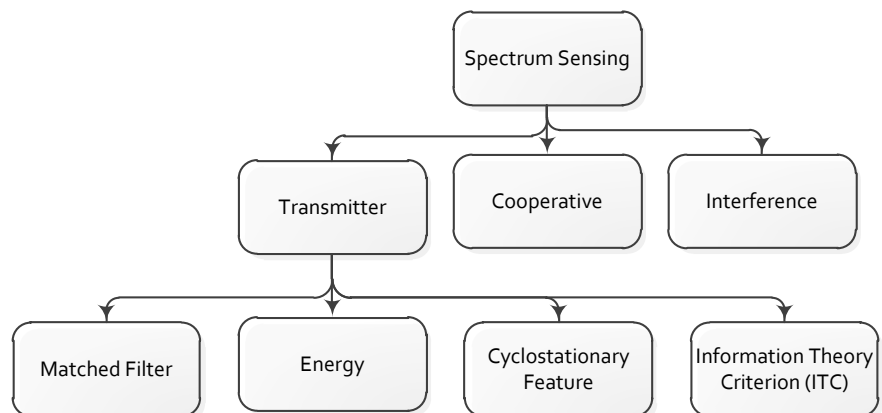 Spectrum Sensing
Transmitter
Cooperative
Interference
Matched Filter
Energy
Cyclostationary
Feature
Information Theory
Criterion (ITC)